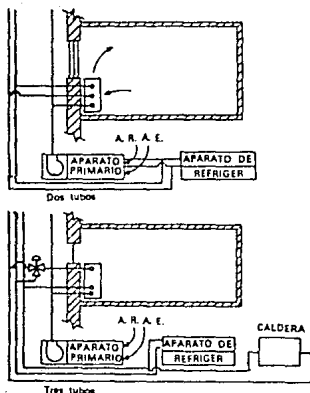 A. R. A. E.
APARATO PRIMARIO
APARATO DE
REFRIGER
Dos tubos
A. R. A. E.
APARATO PRIMARIO
APARATO DE
REFRIGER
CALDERA
Tres tubos